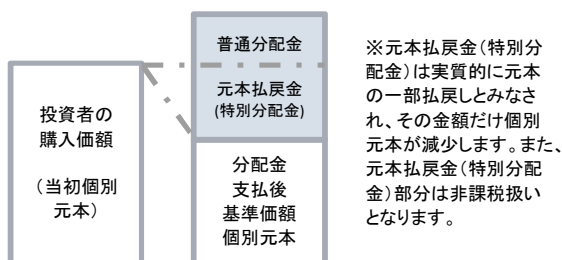 普通分配金
元本払戻金
(特別分配金)
投資者の
購入価額
(当初個別
元本)
分配金
支払後
基準価額
個別元本
※元本払戻金(特別分
配金)は実質的に元本
の一部払戻しとみなさ
れ、その金額だけ個別
元本が減少します。また、
元本払戻金(特別分配
金)部分は非課税扱い
となります。